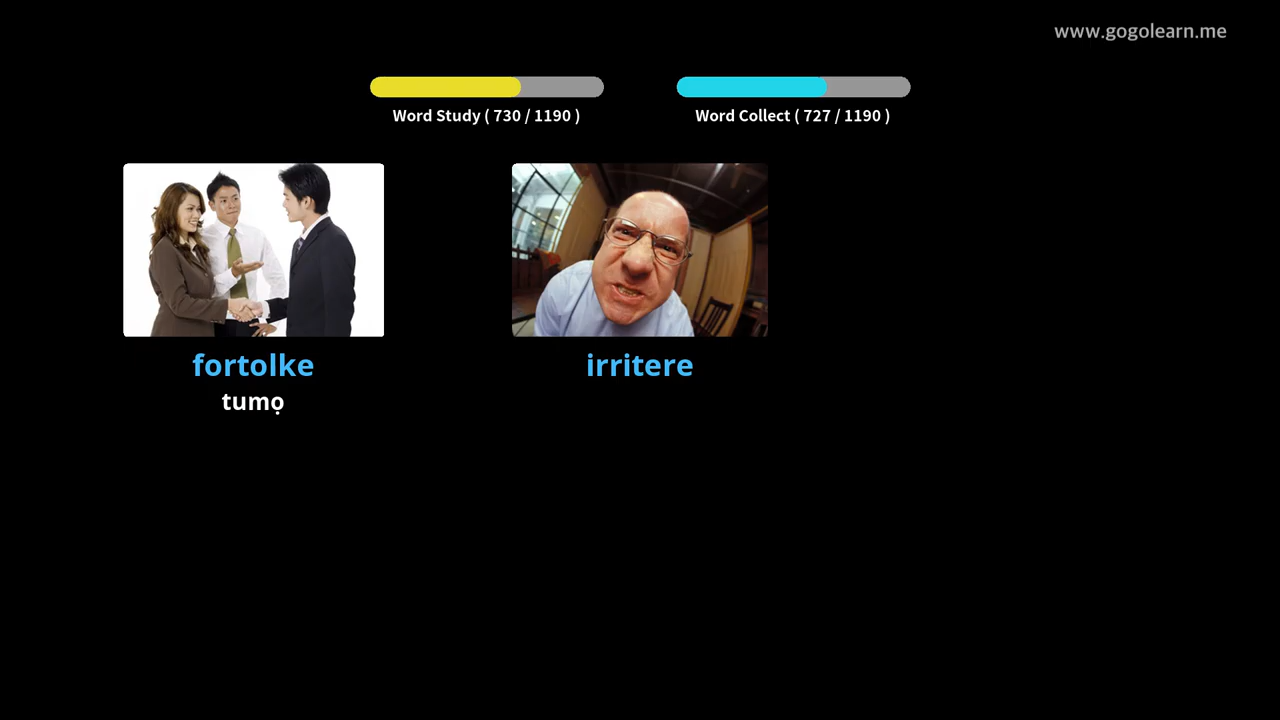 www.gogolearn.me
Word Study ( 730 / 1190 )
Word Collect ( 727 / 1190 )
fortolke
tumọ
irritere